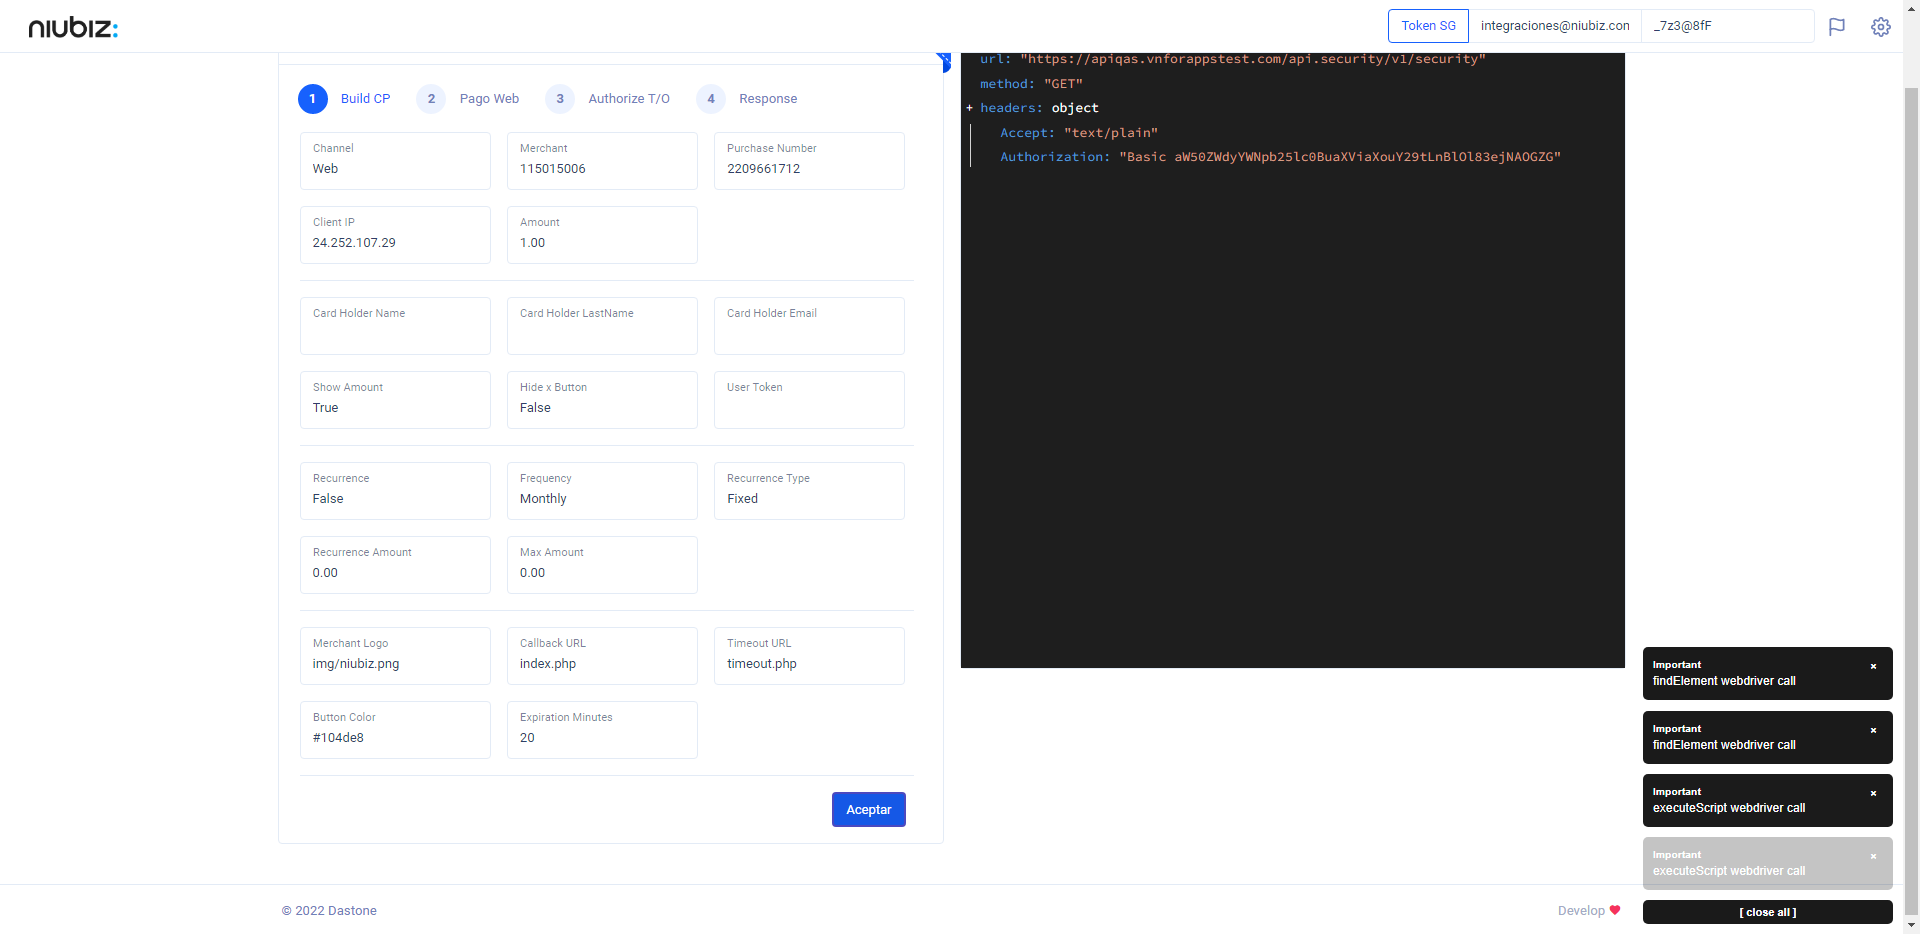 niubiz:
Token SG
integraciones@niubiz.con
_7z3@8fF
1 Build CP
2 Pago Web
3 Authorize T/O
4 Response
Channel
Web
Merchant
115015006
Purchase Number
2209661712
Client IP
24.252.107.29
Amount
1.00
Card Holder Name
Card Holder LastName
Card Holder Email
Show Amount
True
Hide x Button
False
User Token
Recurrence
False
Frequency
Monthly
Recurrence Type
Fixed
Recurrence Amount
0.00
Max Amount
0.00
Merchant Logo
img/niubiz.png
Callback URL
index.php
Timeout URL
timeout.php
Button Color
#104de8
Expiration Minutes
20
Aceptar
url: "https://apiqas.vnforappstest.com/api.security/v1/security"
method: "GET"
+ headers: object
Accept: "text/plain"
Authorization: "Basic aW50ZWdyYWNpb25lc0BuaXViaXouY29tLnBlOl83ejNAOGZG"
Important
findElement webdriver call
×
Important
findElement webdriver call
×
Important
executeScript webdriver call
×
Important
executeScript webdriver call
×
[ close all ]
© 2022 Dastone
Develop